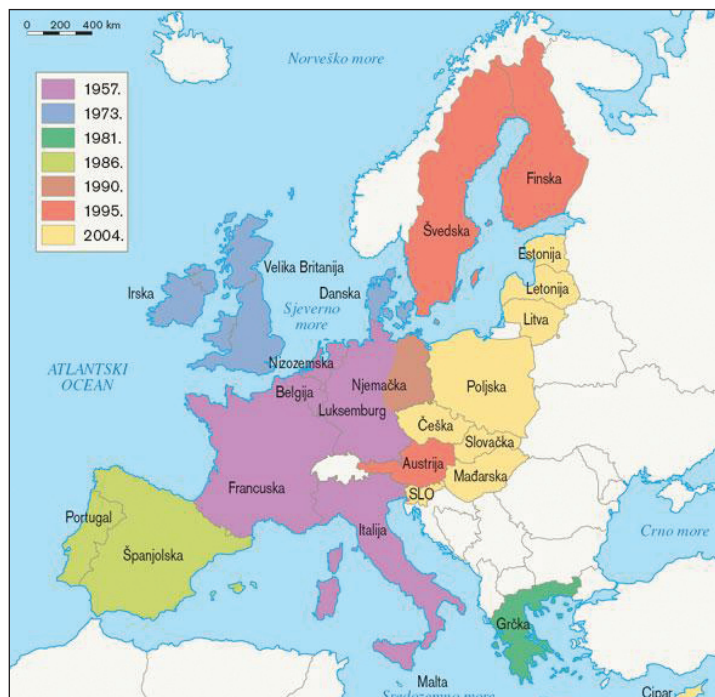 0 200 400 km
Norveško more
1957.
1973.
1981.
1986.
1990.
1995.
2004.
Finska
Švedska
Estonija
Velika Britanija
Letonija
Irska
Danska
Sjeverno
more
Litva
ATLANTSKI
OCEAN
Nizozemska
Njemačka
Poljska
Belgija
Luksemburg
Češka
Slovačka
Austrija
Mađarska
Francuska
SLO
Portugal
Italija
Crno more
Španjolska
Grčka
Malta
Sredozemno more
Cipar